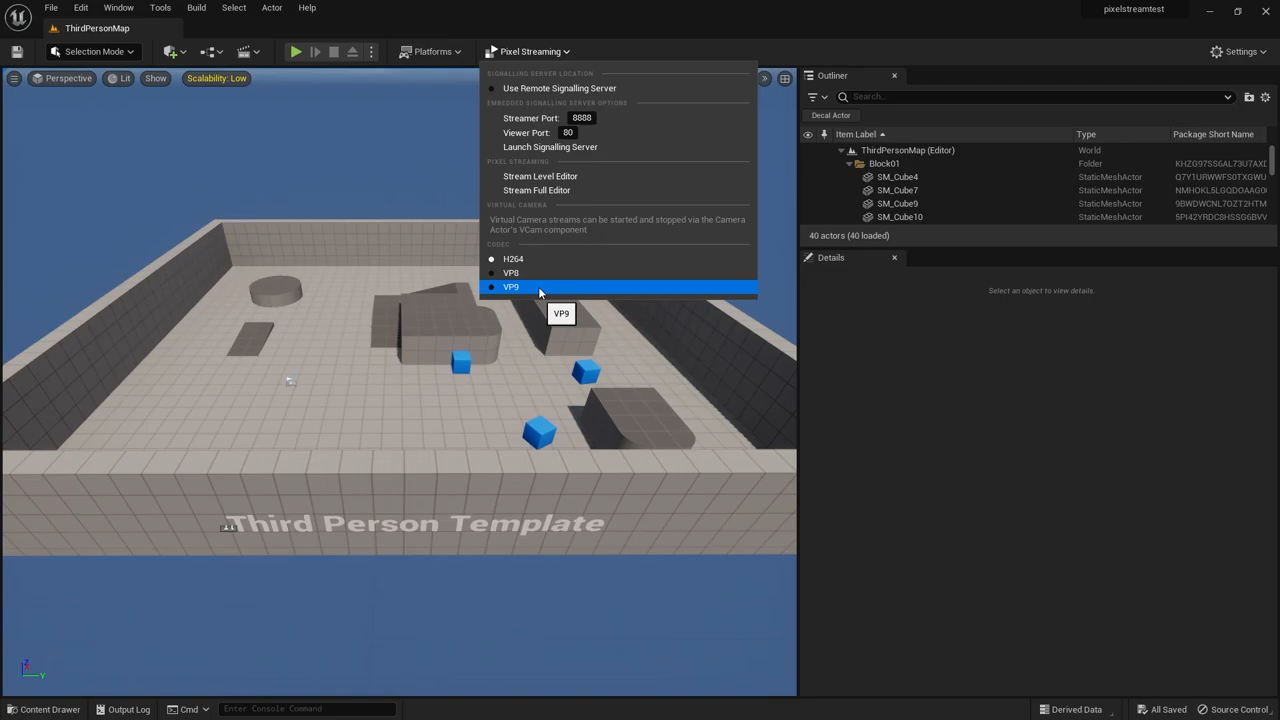 File Edit Window Tools Build Select Actor Help
pixelstreamtest
ThirdPersonMap
Selection Mode
Platforms
Pixel Streaming
Settings
Perspective
Lit
Show
Scalability: Low
SIGNALLING SERVER LOCATION
Use Remote Signalling Server
EMBEDDED SIGNALLING SERVER OPTIONS
Streamer Port: 8888
Viewer Port: 80
Launch Signalling Server
PIXEL STREAMING
Stream Level Editor
Stream Full Editor
VIRTUAL CAMERA
Virtual Camera streams can be started and stopped via the Camera
Actor's VCam component
CODEC
H264
VP8
VP9
VP9
Third Person Template
Z
Y
Outliner
Search...
Decal Actor
Item Label Type Package Short Name
ThirdPersonMap (Editor) World
Block01 Folder KHZG97SS6AL73U7AXD
SM_Cube4 StaticMeshActor Q7Y1URWWFS0TXGWU
SM_Cube7 StaticMeshActor NMHOKL5LGQDOAAG0
SM_Cube9 StaticMeshActor 9BWDWCNL7OZT2HTM
SM_Cube10 StaticMeshActor 5PI42YRDC8HSSG6BVV
40 actors (40 loaded)
Details
Select an object to view details.
Content Drawer
Output Log
Cmd
Enter Console Command
Derived Data
All Saved
Source Control